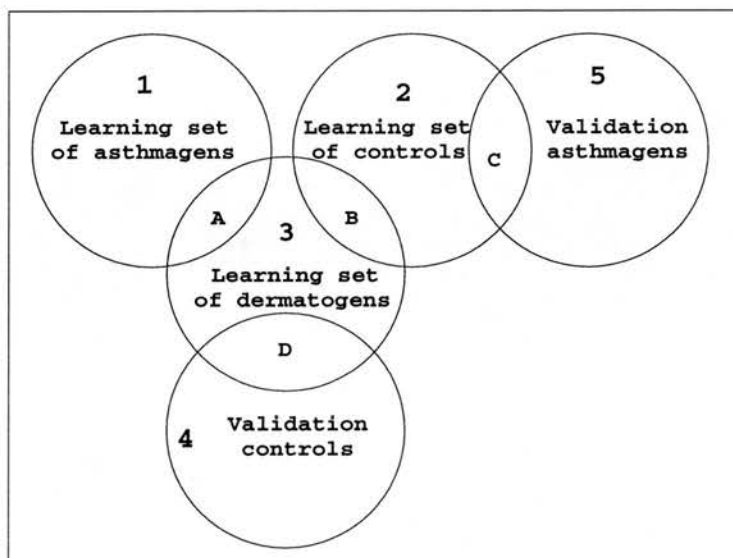 1
Learning set
of asthmagens
2
Learning set
of controls
5
Validation
asthmagens
C
A
B
3
Learning set
of dermatogens
D
4
Validation
controls